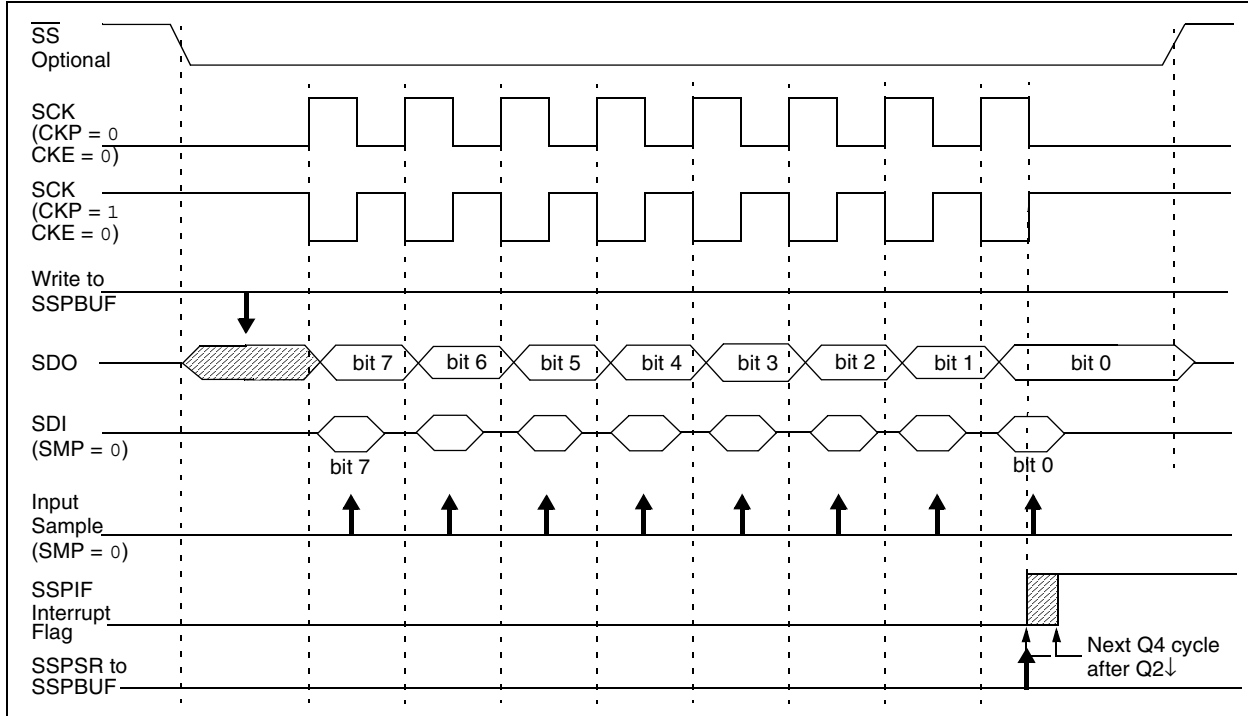 SS
Optional
SCK
(CKP = 0
CKE = 0)
SCK
(CKP = 1
CKE = 0)
Write to
SSPBUF
SDO
bit 7 bit 6 bit 5 bit 4 bit 3 bit 2 bit 1 bit 0
SDI
(SMP = 0)
bit 7 bit 0
Input
Sample
(SMP = 0)
SSPIF
Interrupt
Flag
Next Q4 cycle
after Q2↓
SSPSR to
SSPBUF